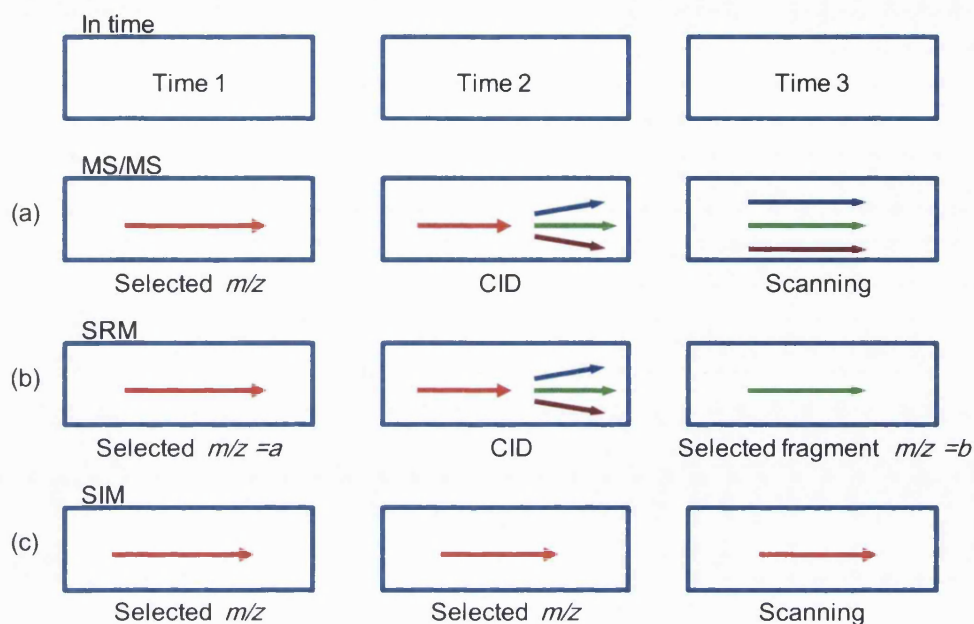 In time
Time 1 Time 2 Time 3
MS/MS
(a)
Selected m/z CID Scanning
SRM
(b)
Selected m/z =a CID Selected fragment m/z =b
SIM
(c)
Selected m/z Selected m/z Scanning